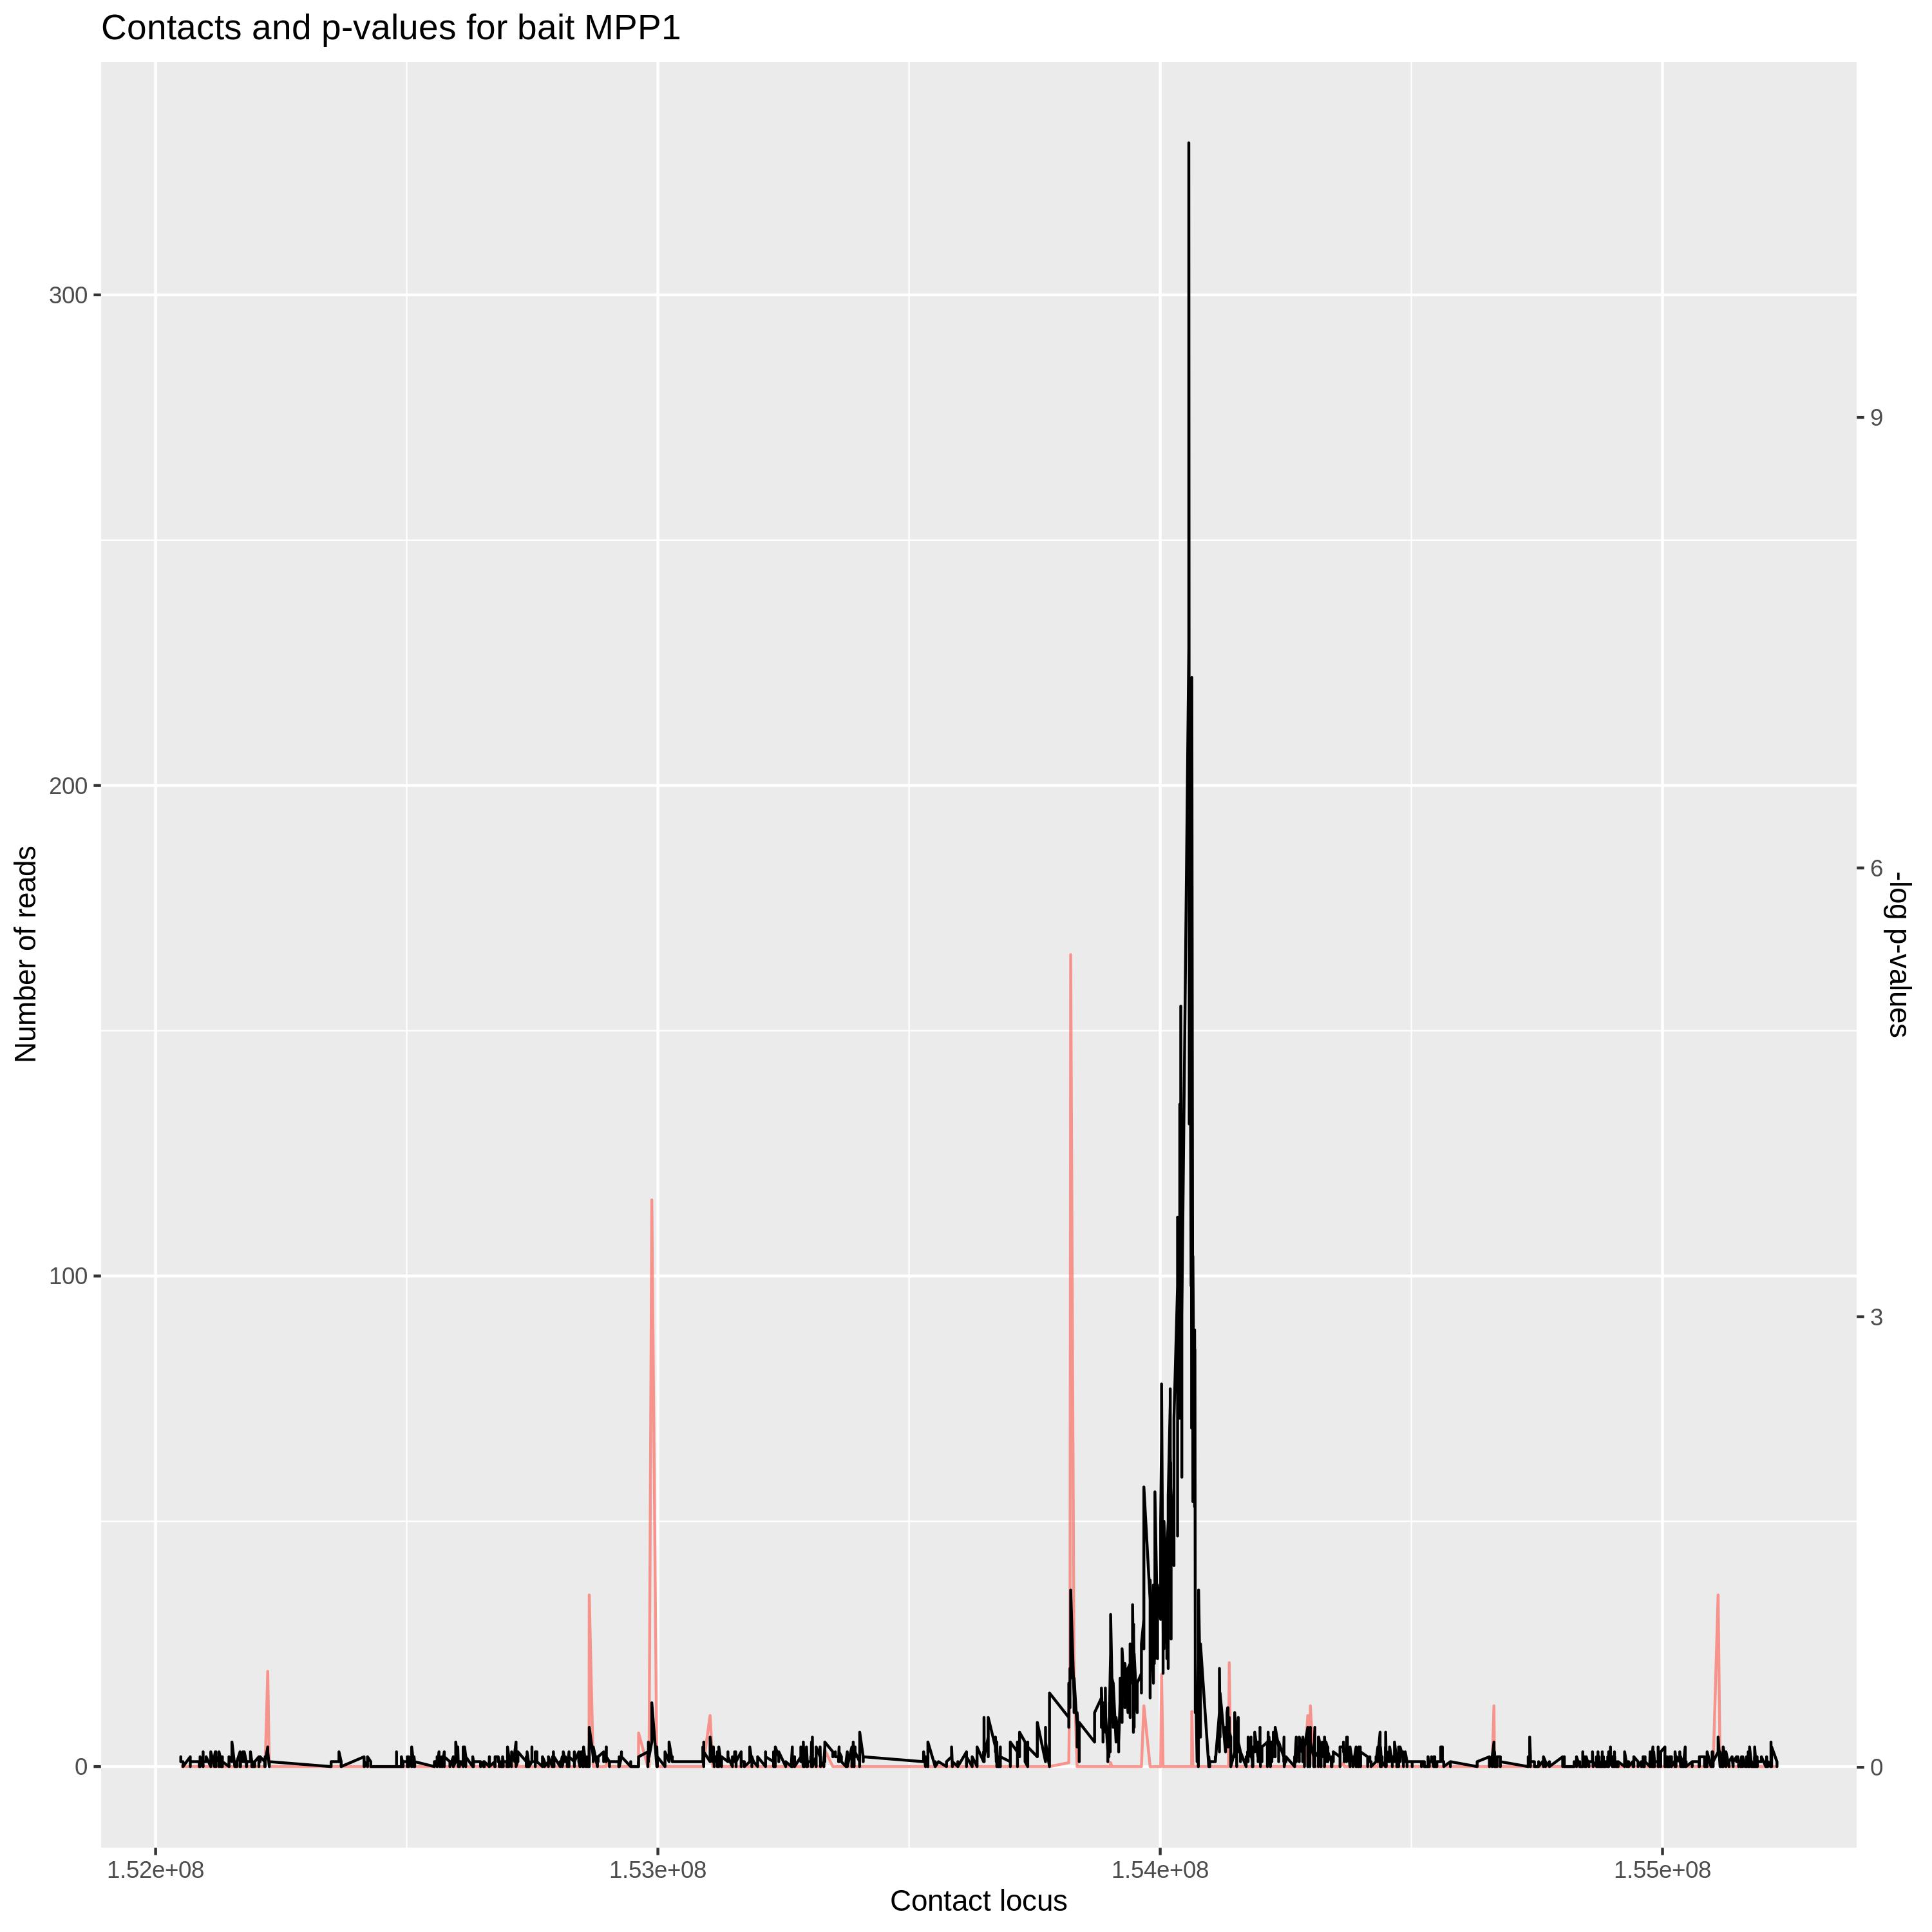 Contacts and p-values for bait MPP1
Number of reads
300
200
100
0
9
6
3
0
-log p-values
1.52e+08
1.53e+08
1.54e+08
1.55e+08
Contact locus